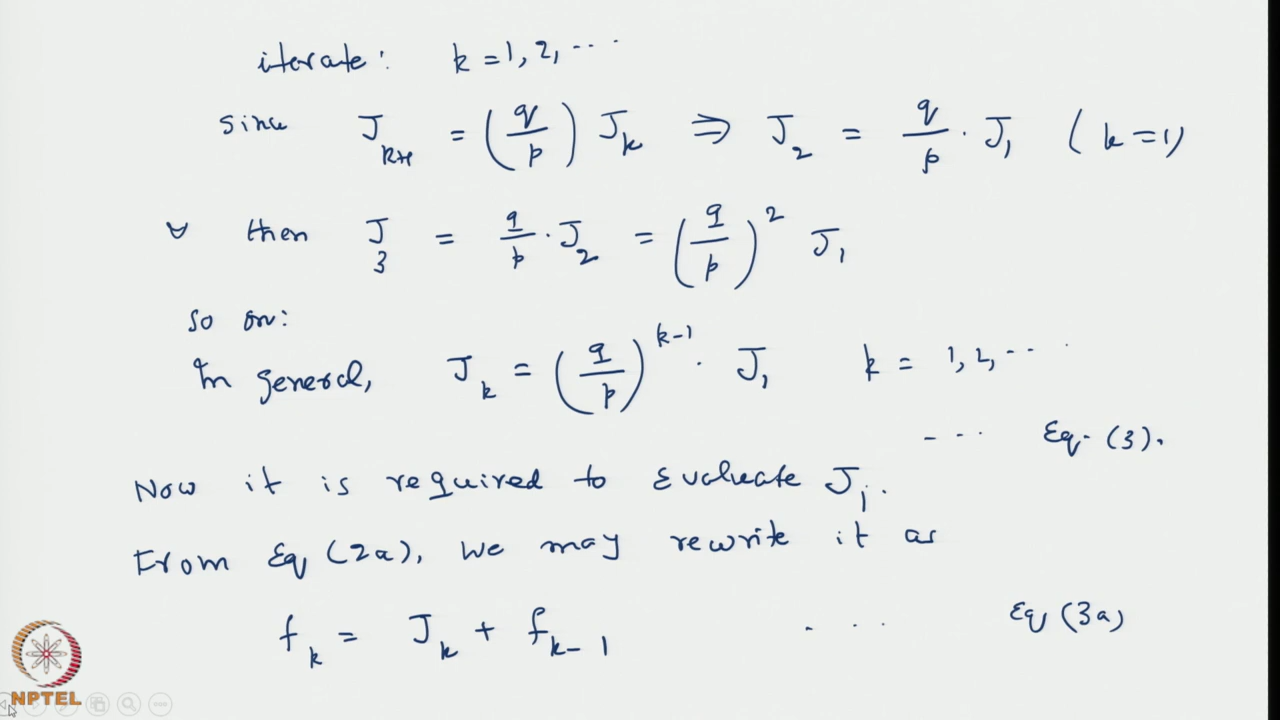 iterate: k = 1, 2, ...
Since J_{k+1} = (q/p) J_k ⇒ J_2 = q/p · J_1 (k = 1)
∀ then J_3 = q/p · J_2 = (q/p)^2 J_1
So on:
In general, J_k = (q/p)^{k-1} · J_1 k = 1, 2, ...
... Eq. (3).
Now it is required to evaluate J_1.
From Eq (2a), we may rewrite it as
f_k = J_k + f_{k-1} ... Eq (3a)
NPTEL